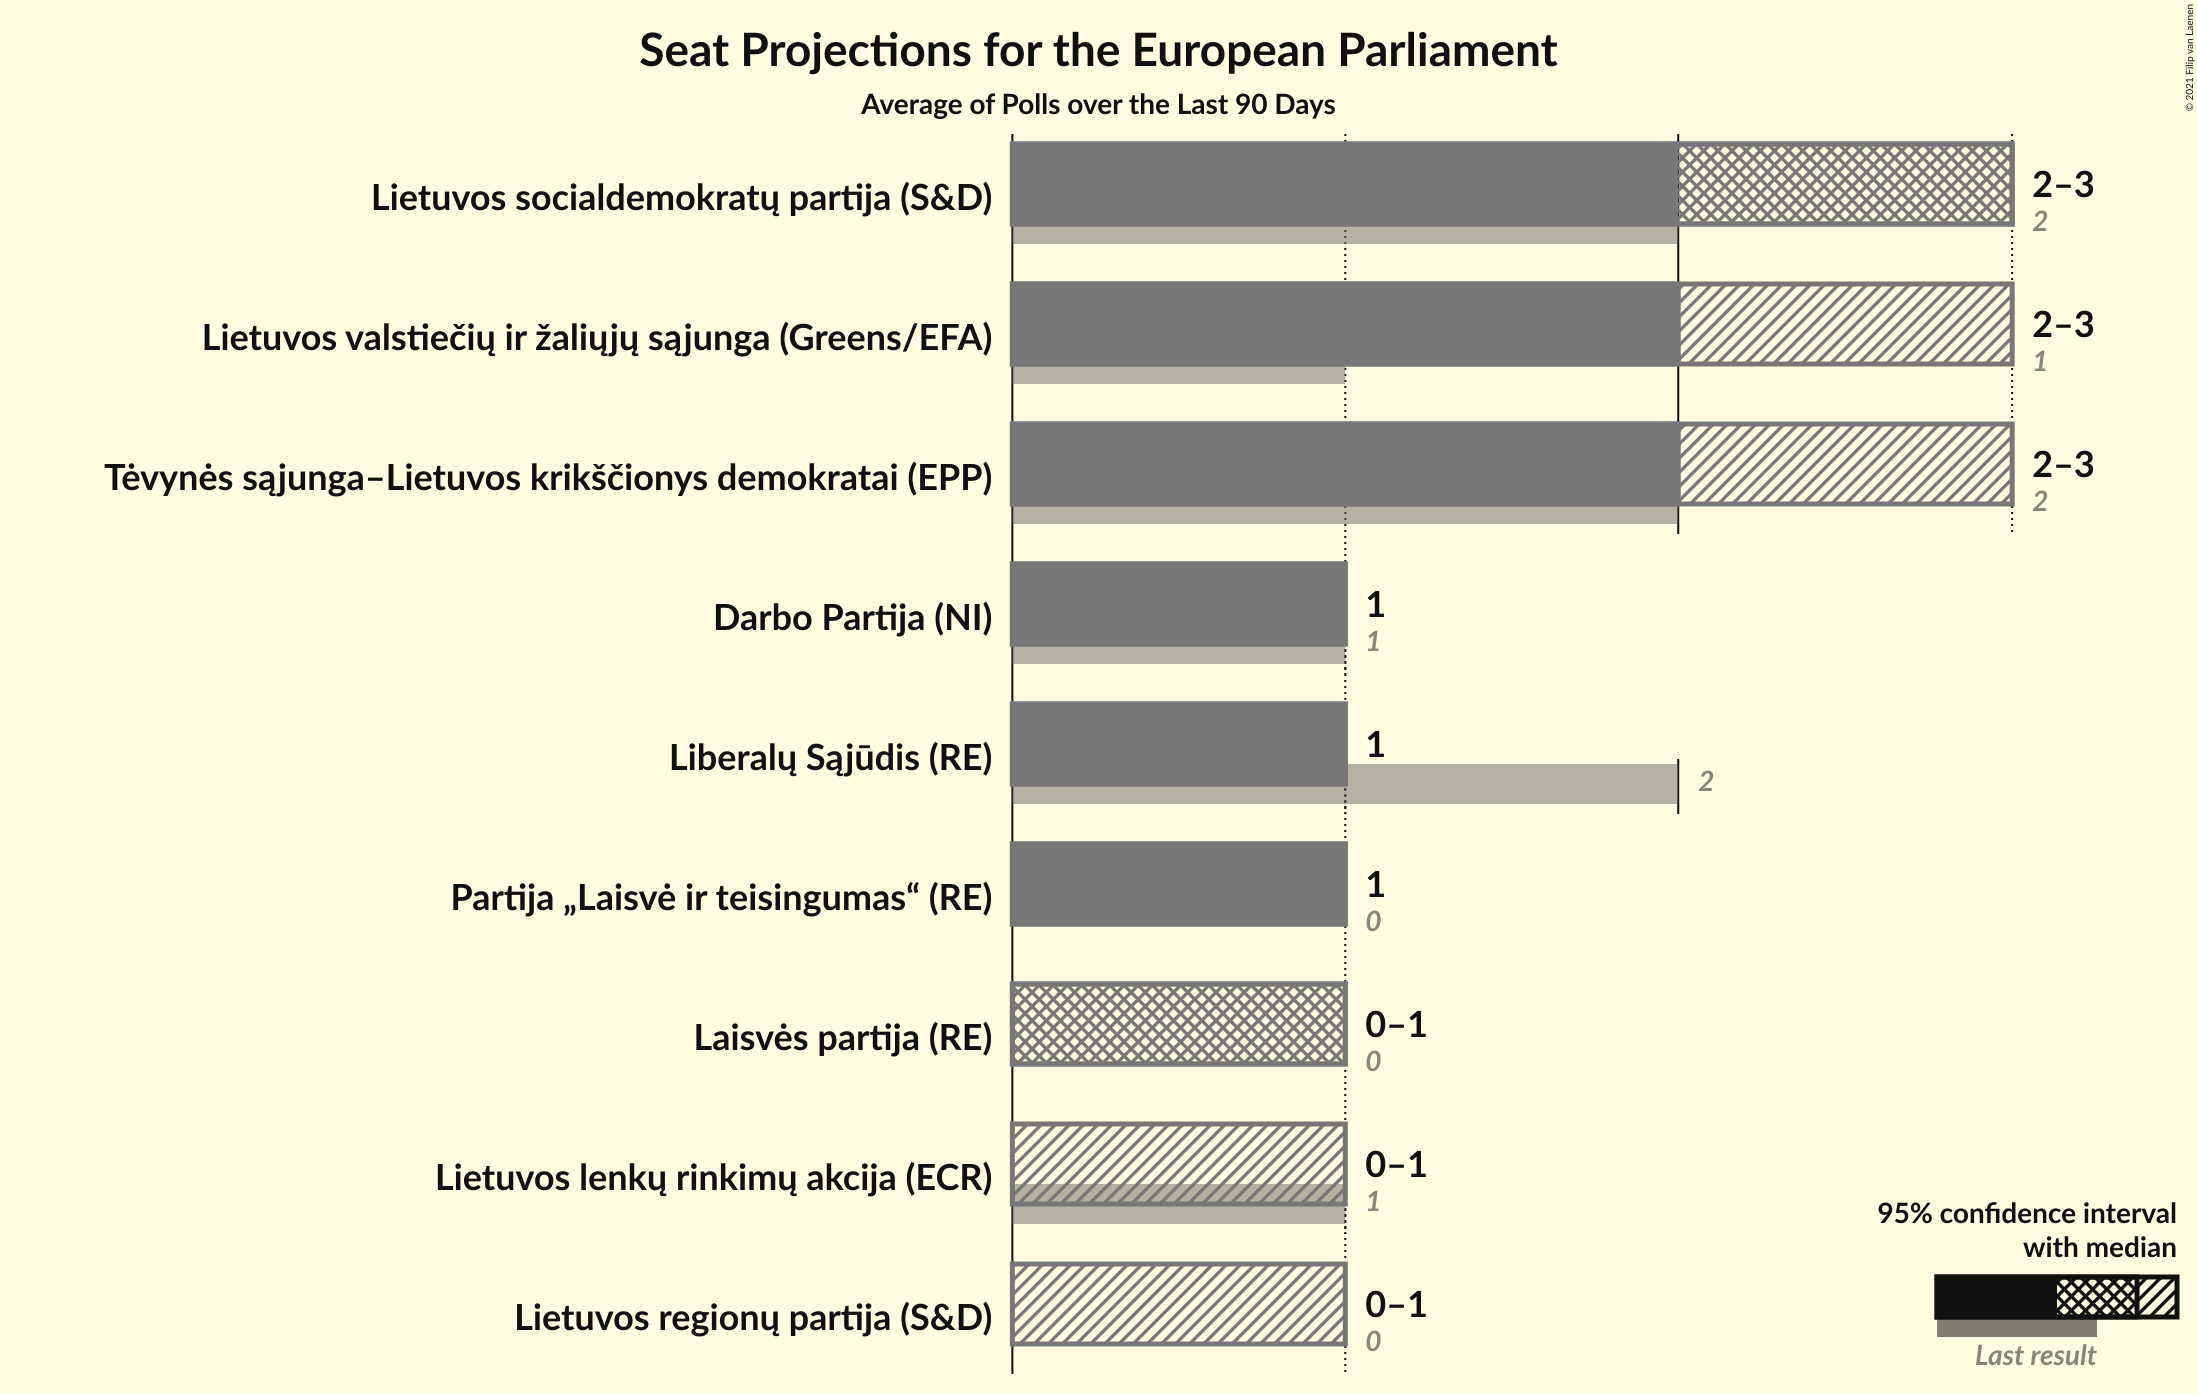 Seat Projections for the European Parliament
Average of Polls over the Last 90 Days
© 2021 Filip van Laenen
Lietuvos socialdemokratų partija (S&D)
2–3
2
Lietuvos valstiečių ir žaliųjų sąjunga (Greens/EFA)
2–3
1
Tėvynės sąjunga–Lietuvos krikščionys demokratai (EPP)
2–3
2
Darbo Partija (NI)
1
1
Liberalų Sąjūdis (RE)
1
2
Partija „Laisvė ir teisingumas“ (RE)
1
0
Laisvės partija (RE)
0–1
0
Lietuvos lenkų rinkimų akcija (ECR)
0–1
1
Lietuvos regionų partija (S&D)
0–1
0
95% confidence interval
with median
Last result